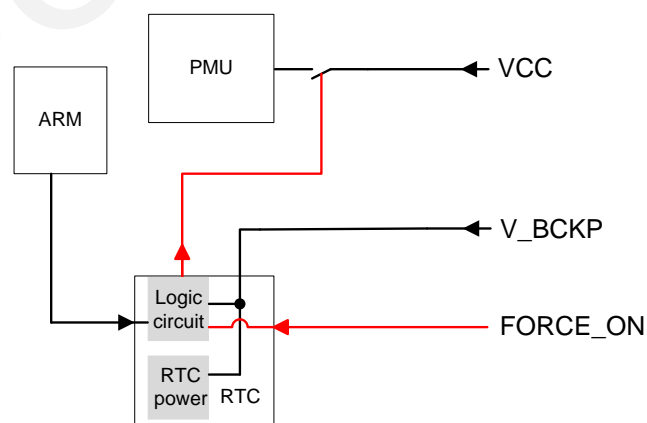 PMU
VCC
ARM
V_BCKP
Logic
circuit
FORCE_ON
RTC
power
RTC